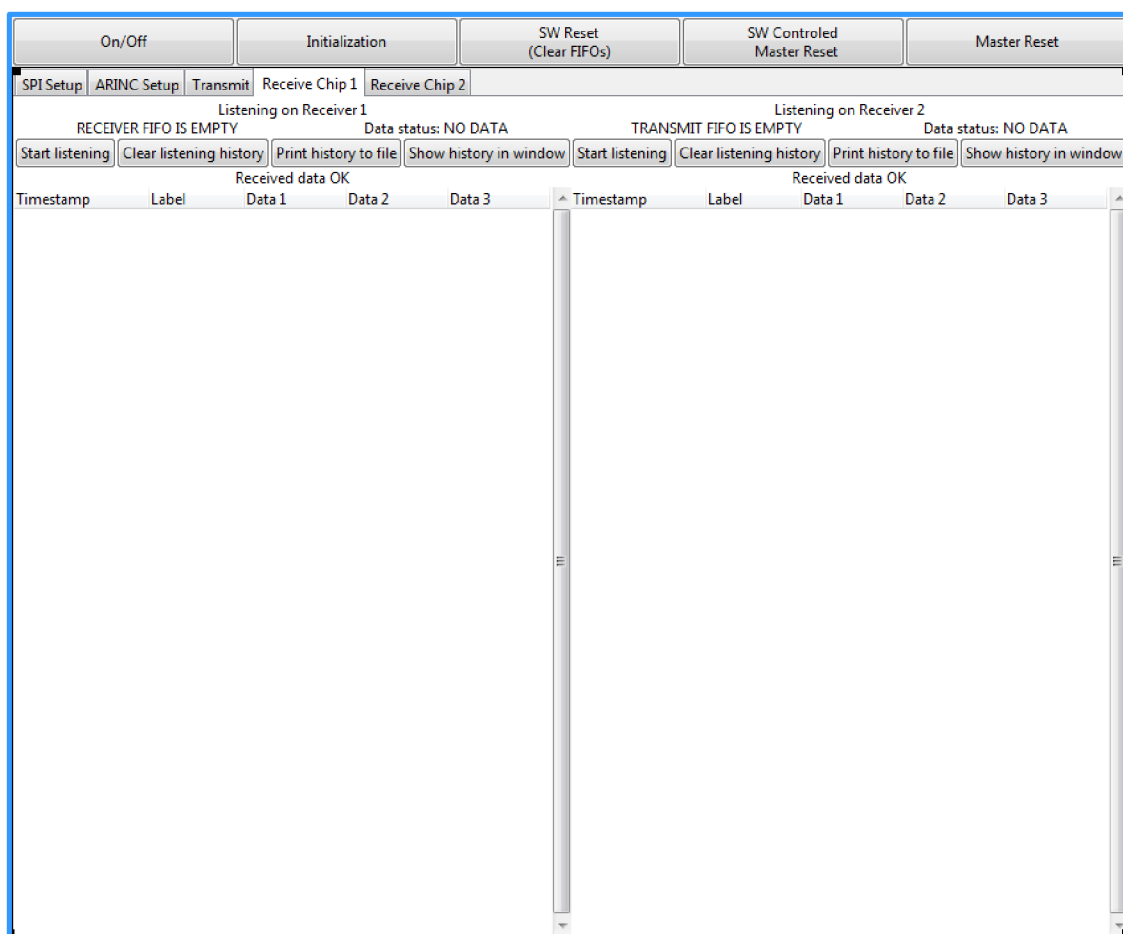 On/Off
Initialization
SW Reset
(Clear FIFOs)
SW Controled
Master Reset
Master Reset
SPI Setup ARINC Setup Transmit Receive Chip 1 Receive Chip 2
Listening on Receiver 1
RECEIVER FIFO IS EMPTY Data status: NO DATA
Start listening Clear listening history Print history to file Show history in window
Received data OK
Timestamp Label Data 1 Data 2 Data 3
Listening on Receiver 2
TRANSMIT FIFO IS EMPTY Data status: NO DATA
Start listening Clear listening history Print history to file Show history in window
Received data OK
Timestamp Label Data 1 Data 2 Data 3